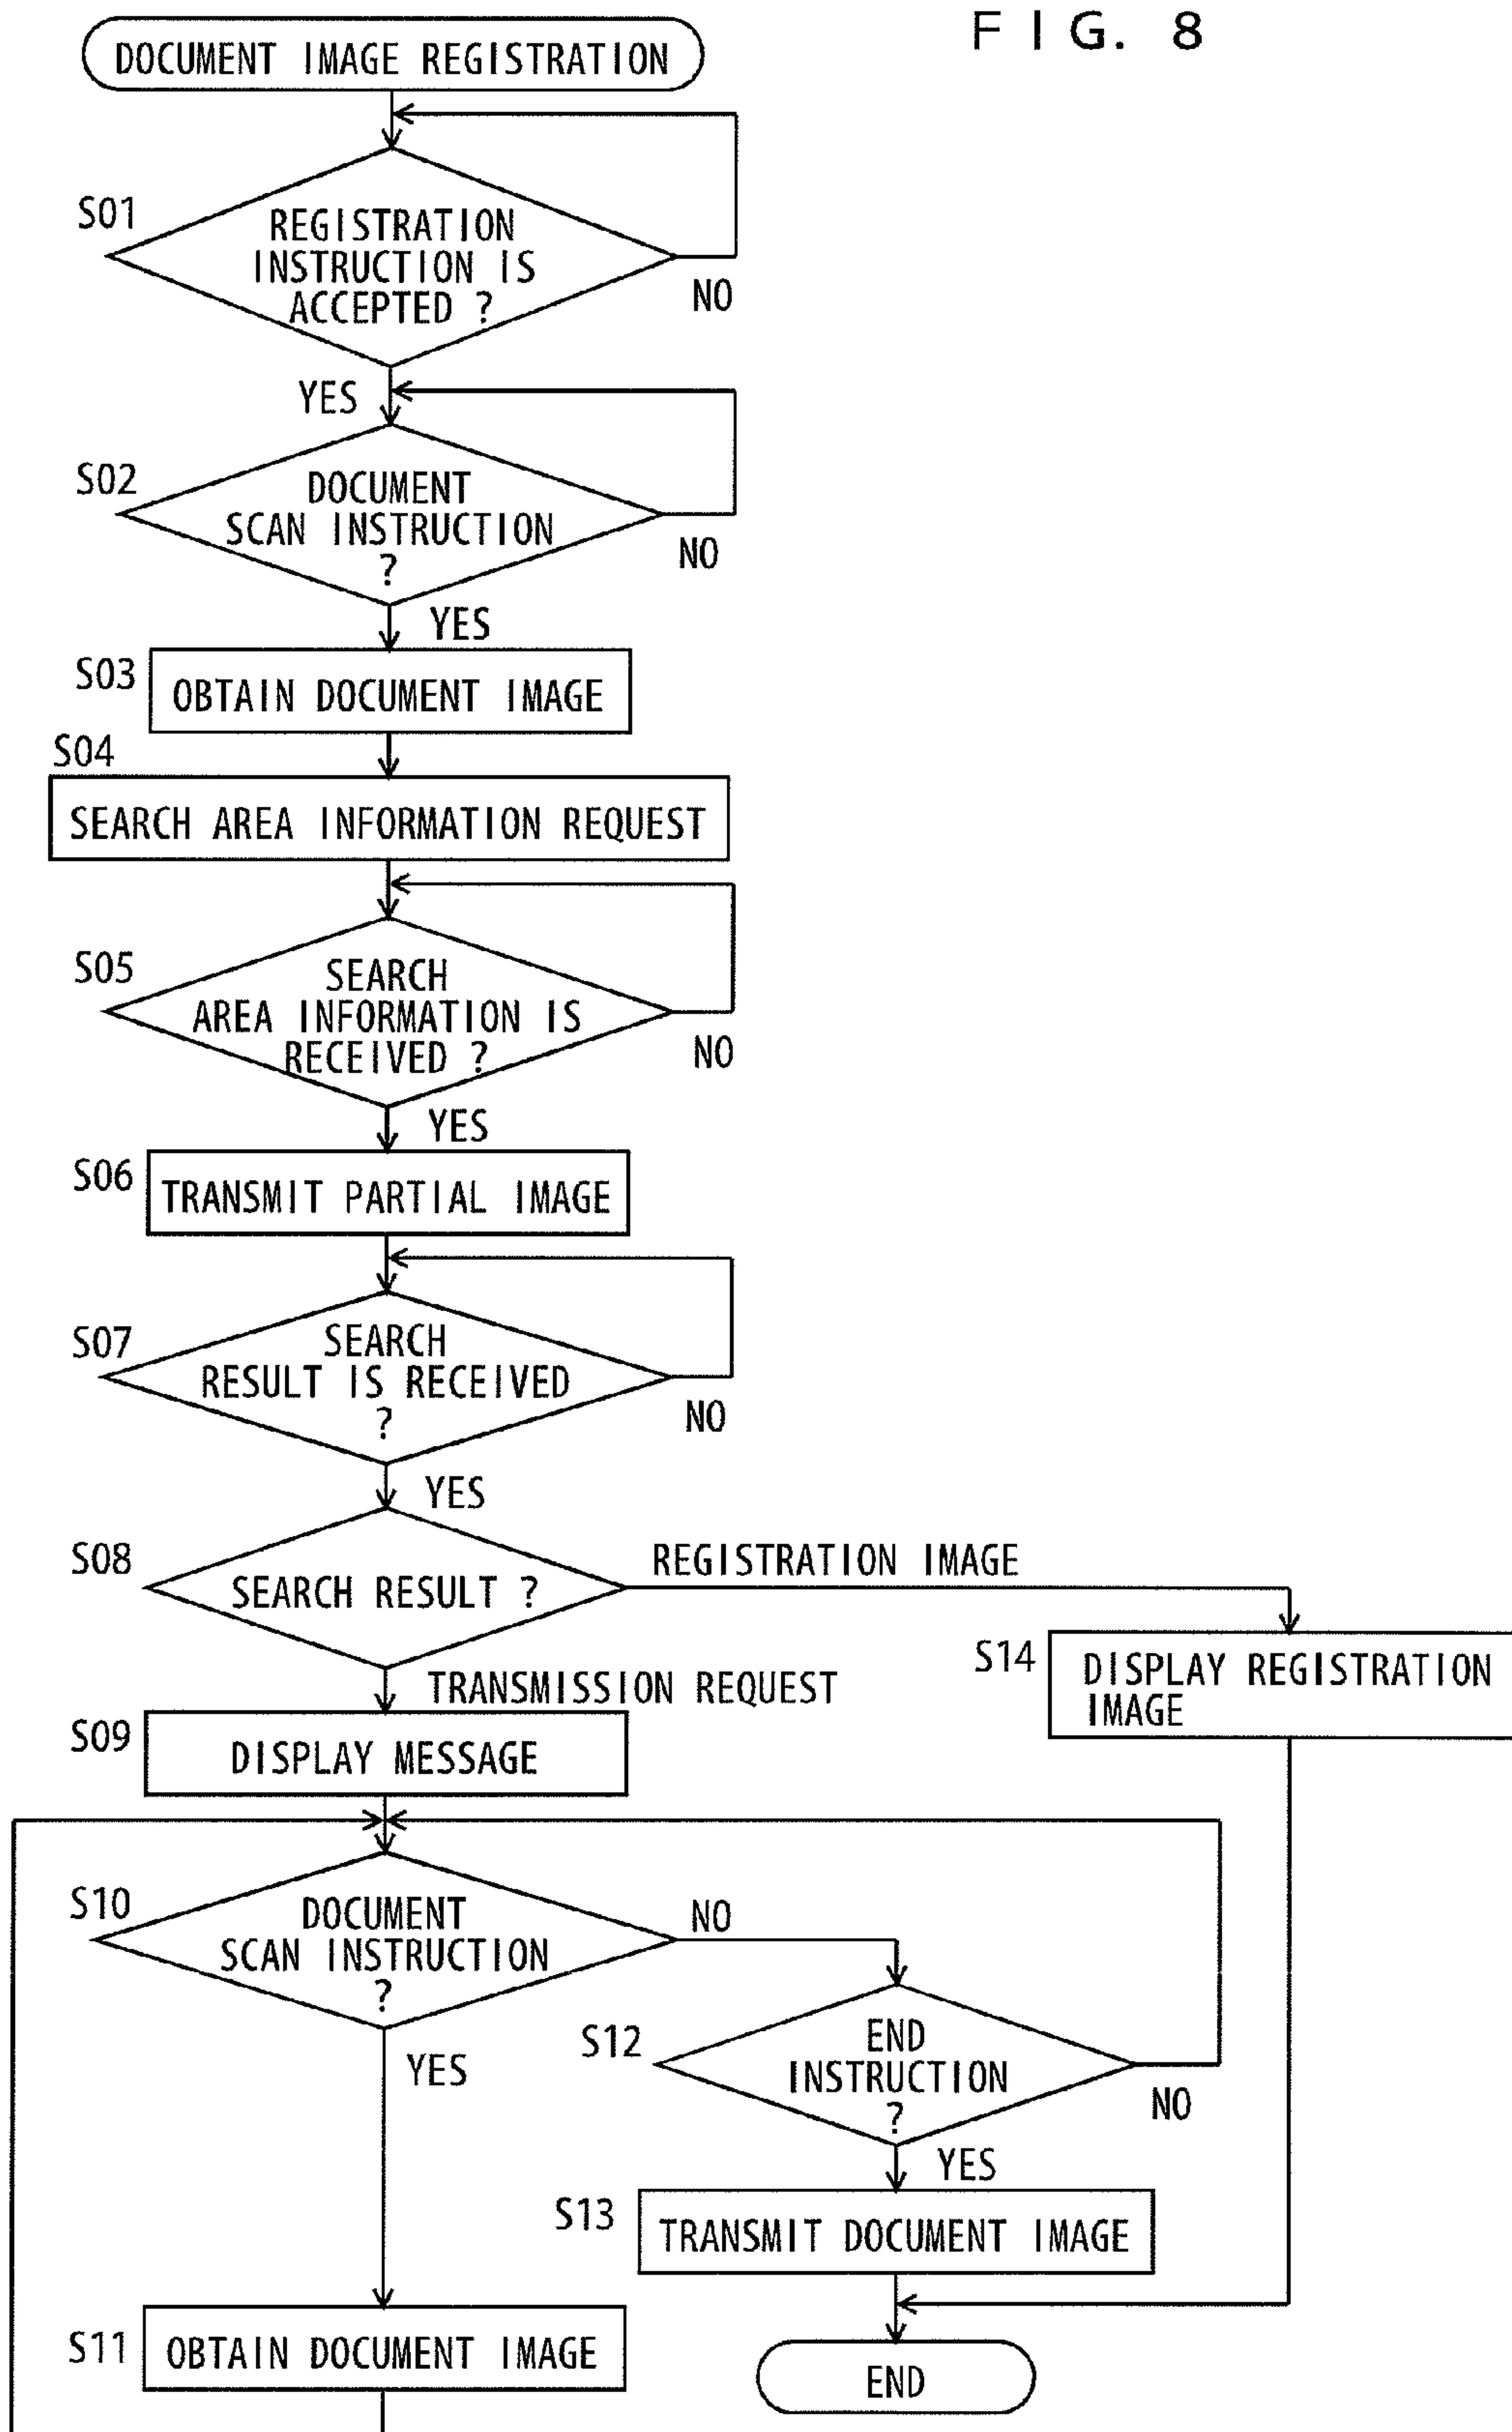 FIG. 8
DOCUMENT IMAGE REGISTRATION
S01
REGISTRATION
INSTRUCTION IS
ACCEPTED ?
NO
YES
S02
DOCUMENT
SCAN INSTRUCTION
?
NO
YES
S03
OBTAIN DOCUMENT IMAGE
S04
SEARCH AREA INFORMATION REQUEST
S05
SEARCH
AREA INFORMATION IS
RECEIVED ?
NO
YES
S06
TRANSMIT PARTIAL IMAGE
S07
SEARCH
RESULT IS RECEIVED
?
NO
YES
S08
SEARCH RESULT ?
REGISTRATION IMAGE
S14
DISPLAY REGISTRATION
IMAGE
TRANSMISSION REQUEST
S09
DISPLAY MESSAGE
S10
DOCUMENT
SCAN INSTRUCTION
?
NO
YES
S12
END
INSTRUCTION
?
NO
YES
S13
TRANSMIT DOCUMENT IMAGE
S11
OBTAIN DOCUMENT IMAGE
END